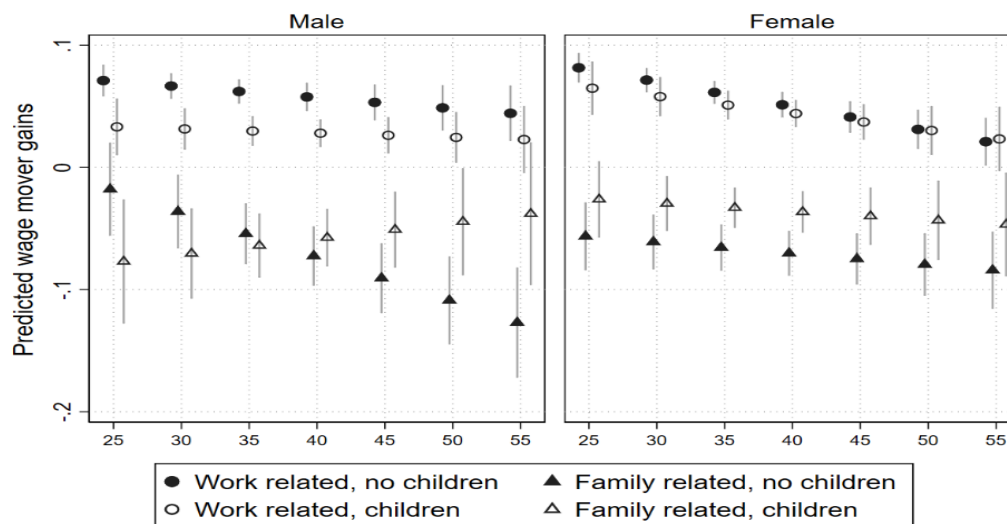 Male Female
Predicted wage mover gains
.1
0
-.1
-.2
25 30 35 40 45 50 55 25 30 35 40 45 50 55
Work related, no children Family related, no children
Work related, children Family related, children